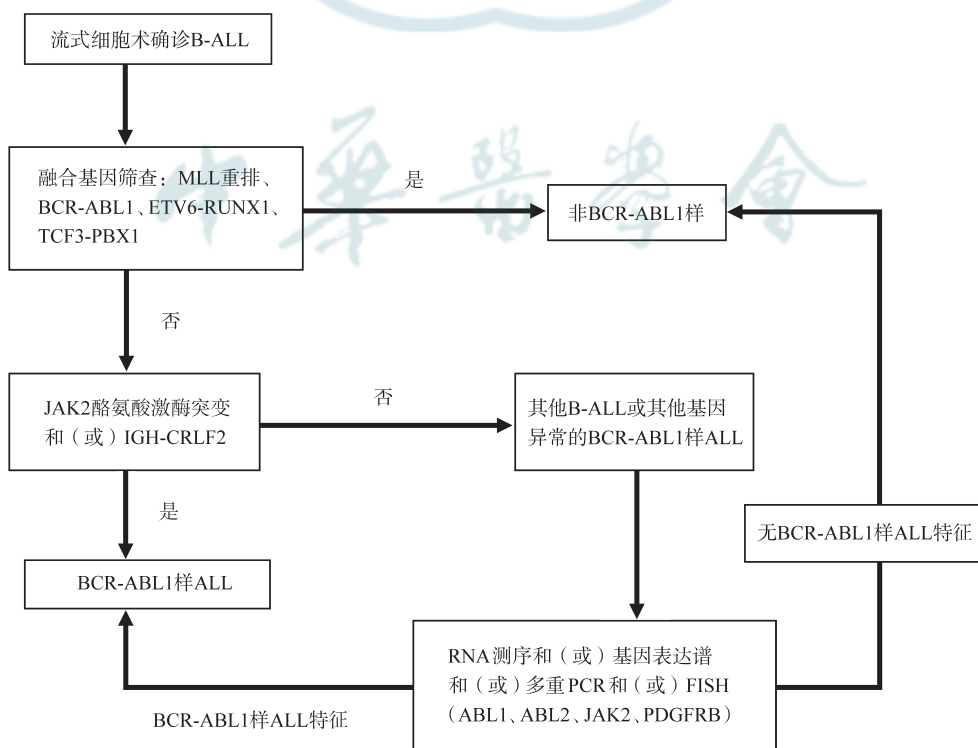 流式细胞术确诊B-ALL
融合基因筛查：MLL重排、
BCR-ABL1、ETV6-RUNX1、
TCF3-PBX1
是
非BCR-ABL1样
否
JAK2酪氨酸激酶突变
和（或）IGH-CRLF2
否
其他B-ALL或其他基因
异常的BCR-ABL1样ALL
是
无BCR-ABL1样ALL特征
BCR-ABL1样ALL
RNA测序和（或）基因表达谱
和（或）多重PCR和（或）FISH
（ABL1、ABL2、JAK2、PDGFRB）
BCR-ABL1样ALL特征
中华醫學會